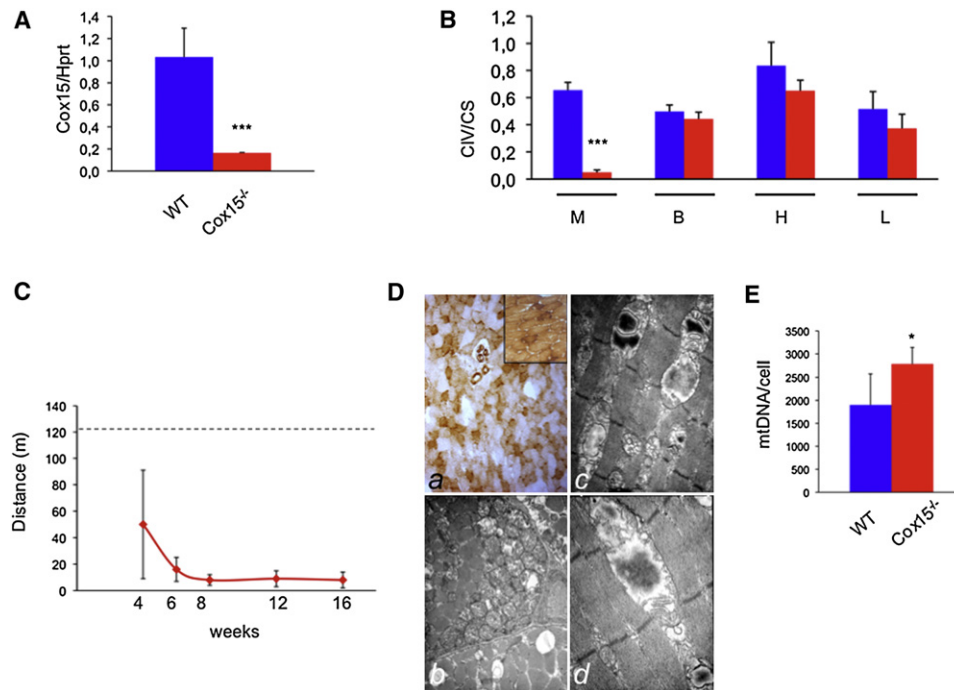 A
Cox15/Hprt
1,4
1,2
1,0
0,8
0,6
0,4
0,2
0,0
***
WT
Cox15-/-
B
CIV/CS
1,2
1,0
0,8
0,6
0,4
0,2
0,0
***
M
B
H
L
C
Distance (m)
140
120
100
80
60
40
20
0
4 6 8 12 16
weeks
D
a
c
b
d
E
mtDNA/cell
3500
3000
2500
2000
1500
1000
500
0
*
WT
Cox15-/-